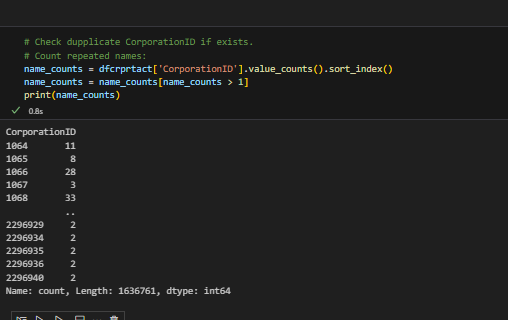 # Check dupplicate CorporationID if exists.
# Count repeated names:
name_counts = dfcrprtact['CorporationID'].value_counts().sort_index()
name_counts = name_counts[name_counts > 1]
print(name_counts)
0.8s
CorporationID
1064 11
1065 8
1066 28
1067 3
1068 33
..
2296929 2
2296934 2
2296935 2
2296936 2
2296940 2
Name: count, Length: 1636761, dtype: int64